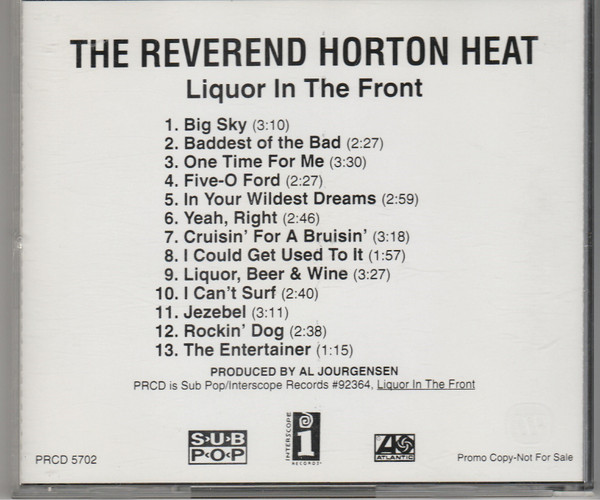 THE REVEREND HORTON HEAT
Liquor In The Front
1. Big Sky (3:10)
2. Baddest of the Bad (2:27)
3. One Time For Me (3:30)
4. Five-O Ford (2:27)
5. In Your Wildest Dreams (2:59)
6. Yeah, Right (2:46)
7. Cruisin' For A Bruisin' (3:18)
8. I Could Get Used To It (1:57)
9. Liquor, Beer & Wine (3:27)
10. I Can't Surf (2:40)
11. Jezebel (3:11)
12. Rockin' Dog (2:38)
13. The Entertainer (1:15)
PRODUCED BY AL JOURGENSEN
PRCD is Sub Pop/Interscope Records #92364, Liquor In The Front
SUB
POP
INTERSCOPE
i
RECORDS
ATLANTIC
PRCD 5702
Promo Copy-Not For Sale